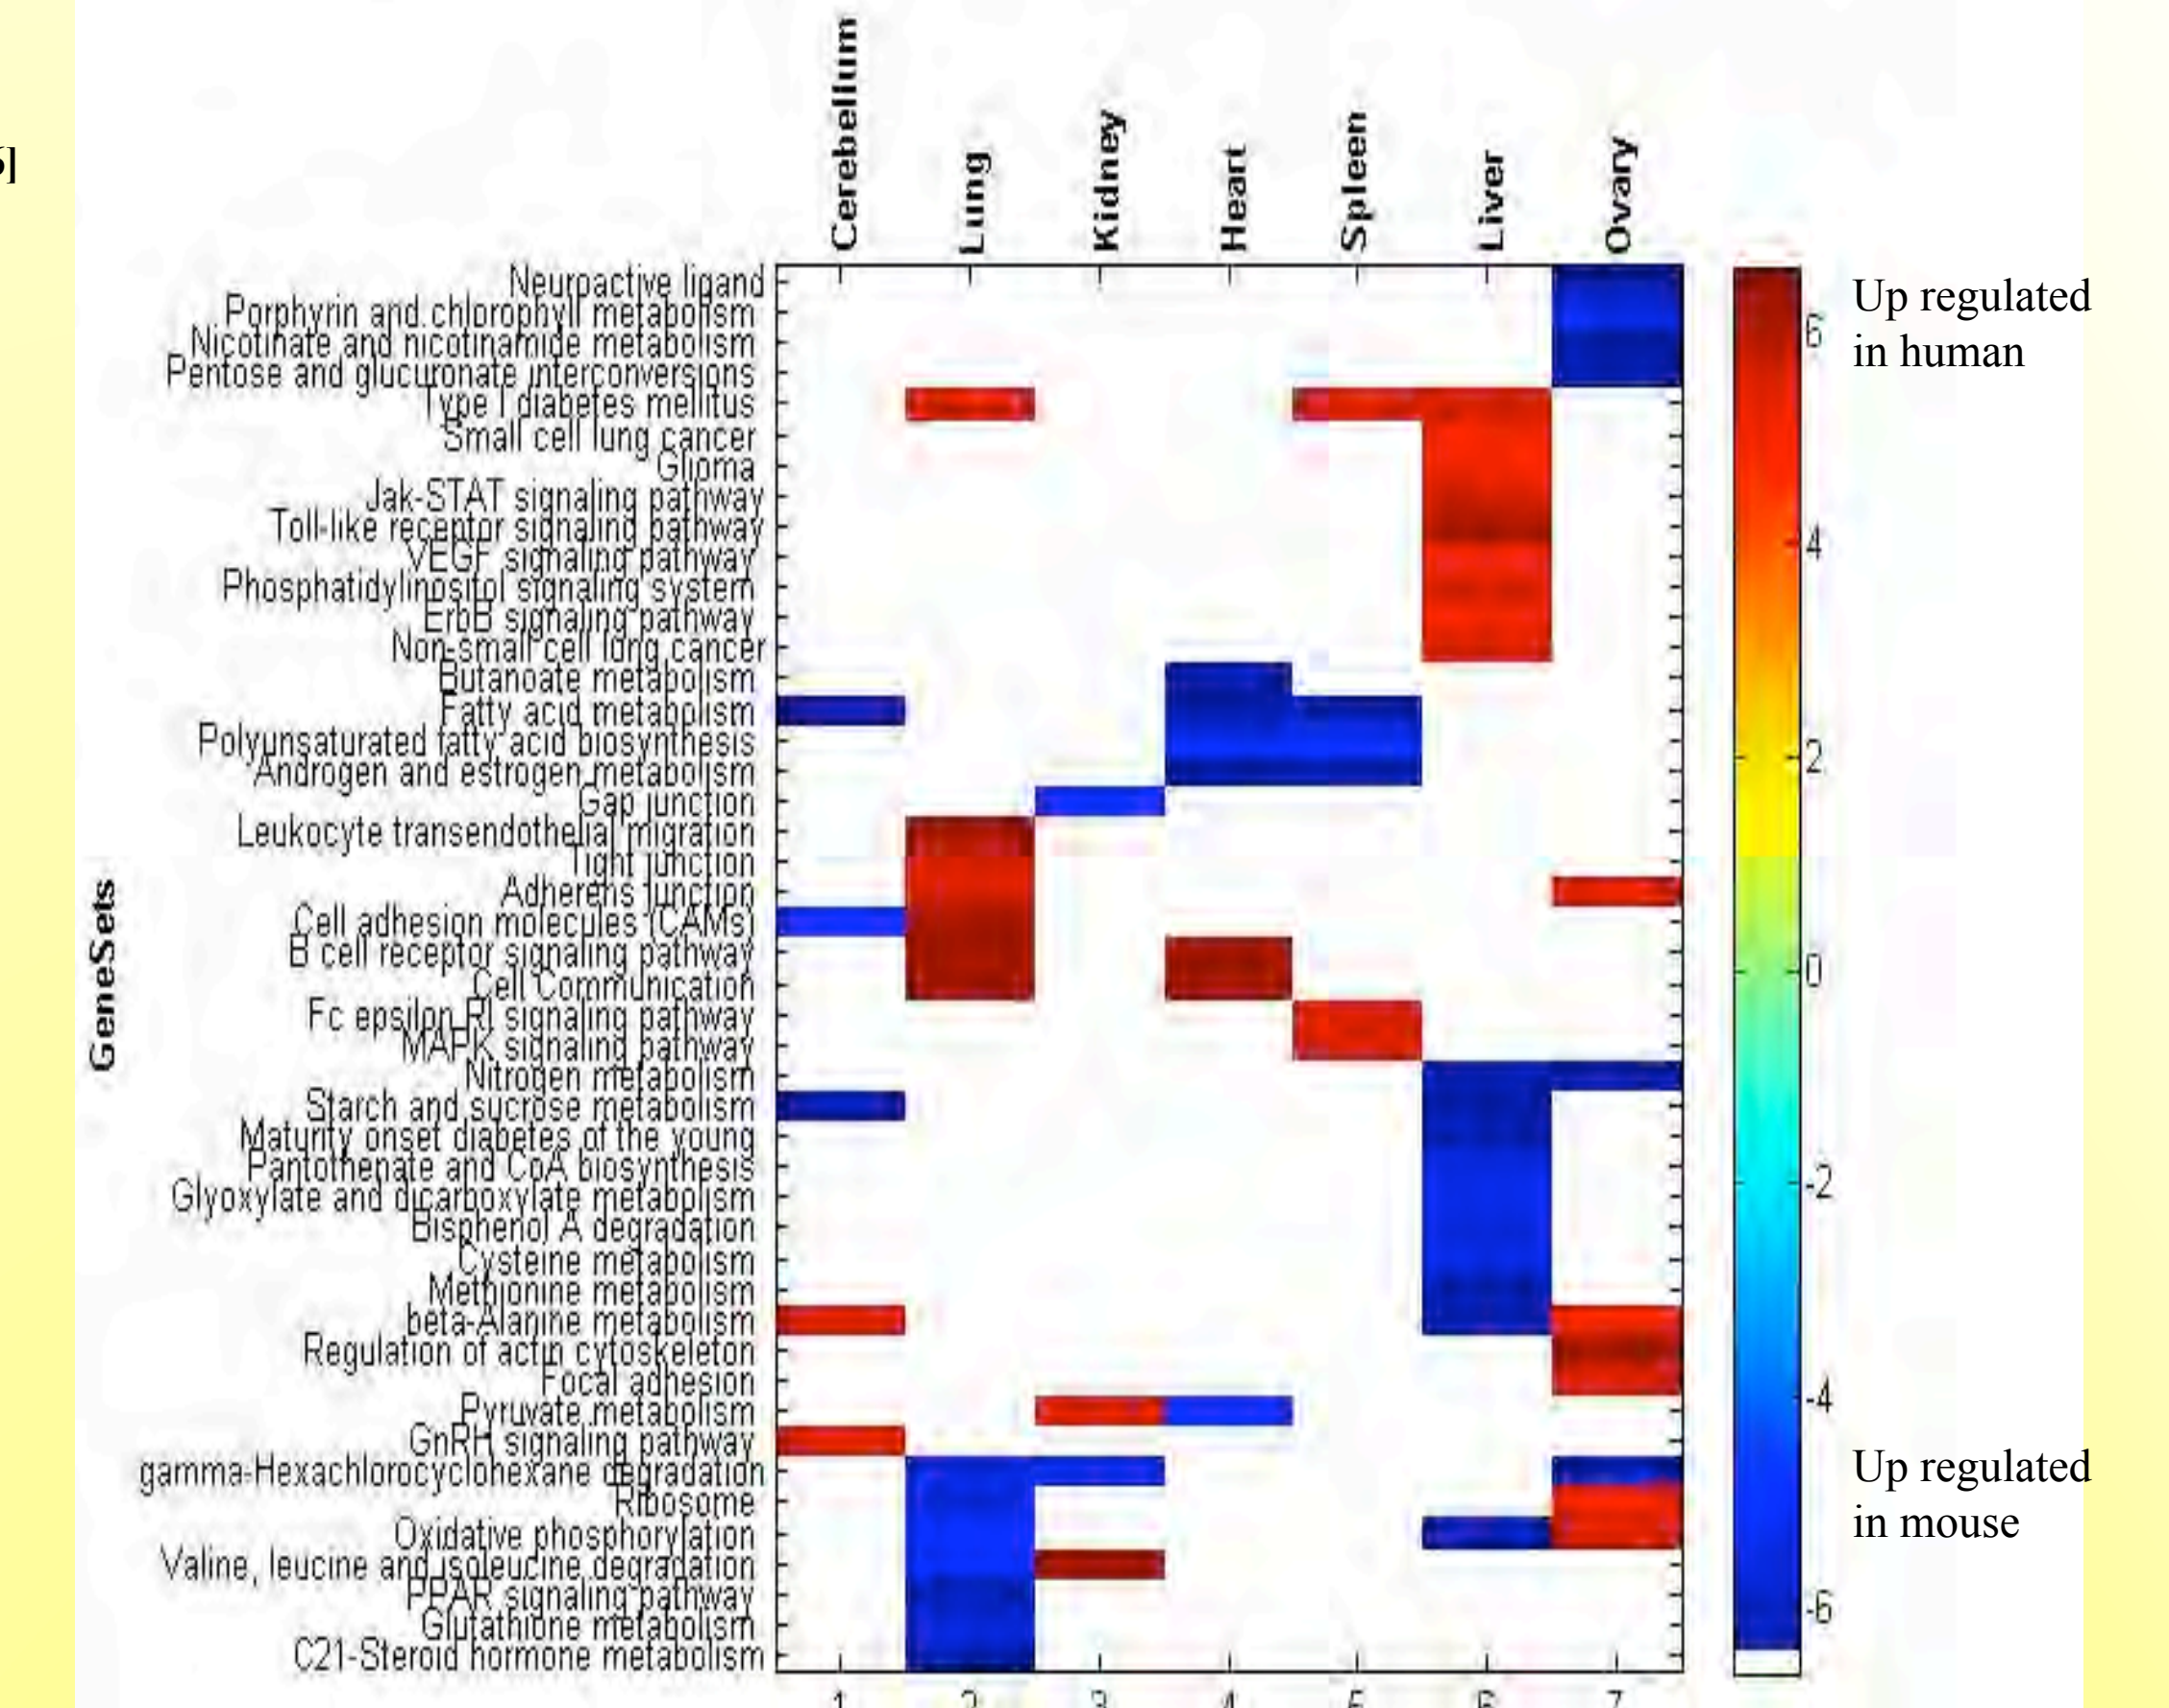 6]
Cerebellum
Lung
Kidney
Heart
Spleen
Liver
Ovary
Neuroactive ligand
Porphyrin and chlorophyll metabolism
Nicotinate and nicotinamide metabolism
Pentose and glucuronate interconversions
Type I diabetes mellitus
Small cell lung cancer
Glioma
Jak-STAT signaling pathway
Toll-like receptor signaling pathway
VEGF signaling pathway
Phosphatidylinositol signaling system
ErbB signaling pathway
Non-small cell lung cancer
Butanoate metabolism
Fatty acid metabolism
Polyunsaturated fatty acid biosynthesis
Androgen and estrogen metabolism
Gap junction
Leukocyte transendothelial migration
Tight junction
Adherens junction
Cell adhesion molecules (CAMs)
B cell receptor signaling pathway
Cell Communication
Fc epsilon RI signaling pathway
MAPK signaling pathway
Nitrogen metabolism
Starch and sucrose metabolism
Maturity onset diabetes of the young
Pantothenate and CoA biosynthesis
Glyoxylate and dicarboxylate metabolism
Bisphenol A degradation
Cysteine metabolism
Methionine metabolism
beta-Alanine metabolism
Regulation of actin cytoskeleton
Focal adhesion
Pyruvate metabolism
GnRH signaling pathway
gamma-Hexachlorocyclohexane degradation
Ribosome
Oxidative phosphorylation
Valine, leucine and isoleucine degradation
PPAR signaling pathway
Glutathione metabolism
C21-Steroid hormone metabolism
GeneSets
1 2 3 4 5 6 7
6
4
2
0
-2
-4
-6
Up regulated
in human
Up regulated
in mouse